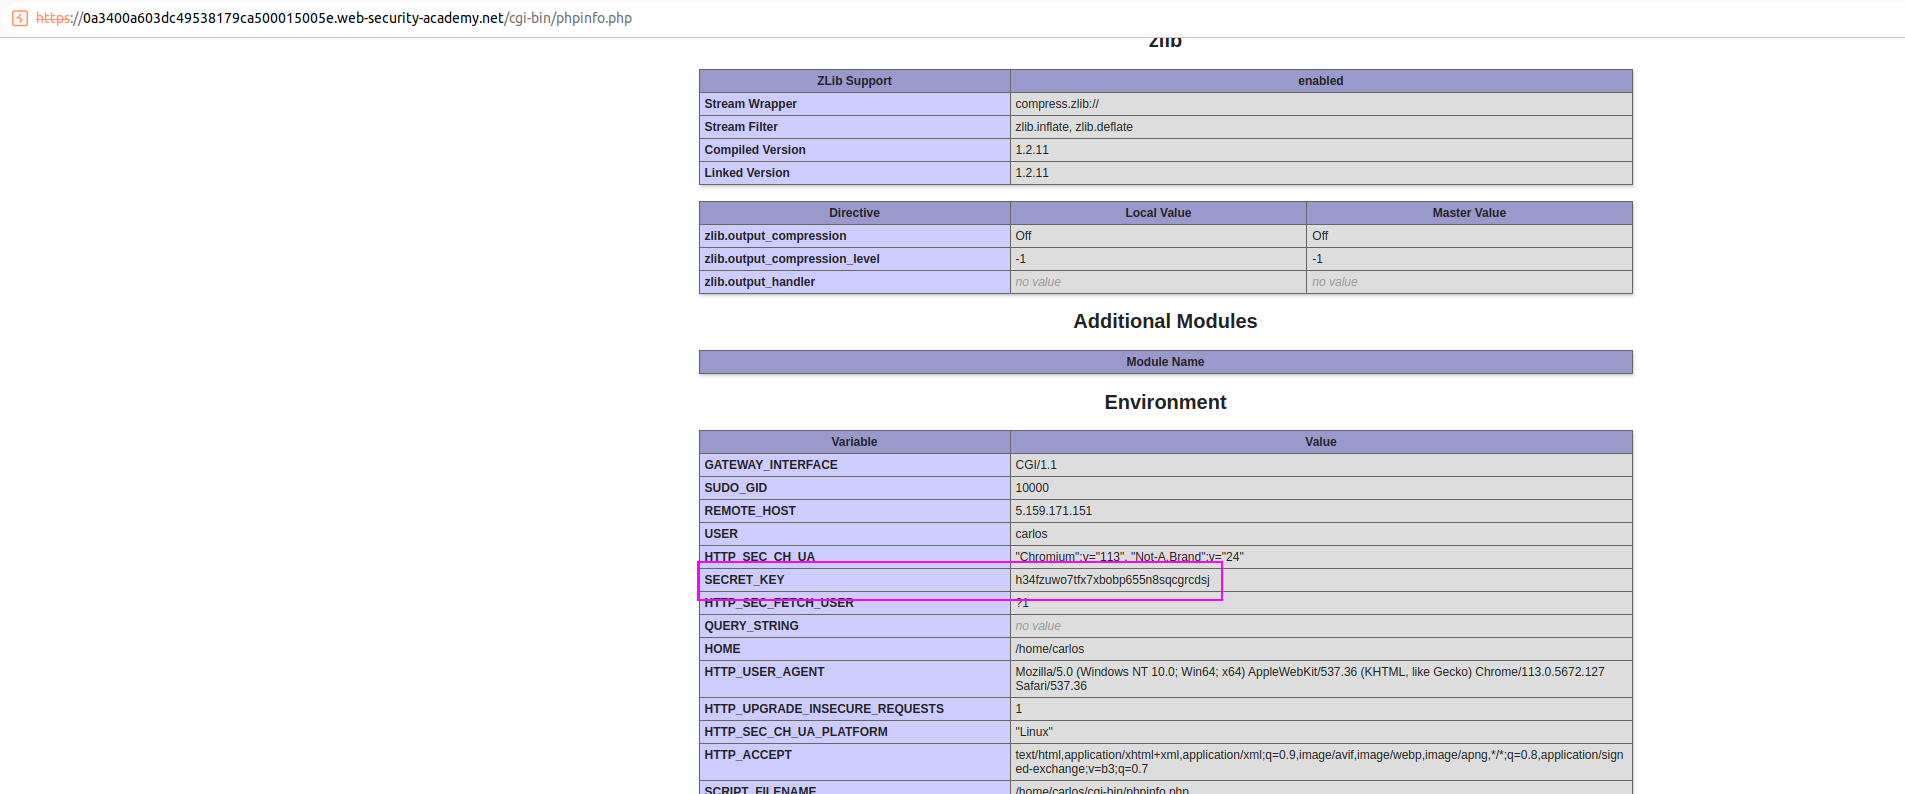 https://0a3400a603dc49538179ca500015005e.web-security-academy.net/cgi-bin/phpinfo.php
zlib
ZLib Support enabled
Stream Wrapper compress.zlib://
Stream Filter zlib.inflate, zlib.deflate
Compiled Version 1.2.11
Linked Version 1.2.11
Directive Local Value Master Value
zlib.output_compression Off Off
zlib.output_compression_level -1 -1
zlib.output_handler no value no value
Additional Modules
Module Name
Environment
Variable Value
GATEWAY_INTERFACE CGI/1.1
SUDO_GID 10000
REMOTE_HOST 5.159.171.151
USER carlos
HTTP_SEC_CH_UA "Chromium";v="113", "Not-A.Brand";v="24"
SECRET_KEY h34fzuwo7tfx7xbobp655n8sqcgrcdsj
HTTP_SEC_FETCH_USER ?1
QUERY_STRING no value
HOME /home/carlos
HTTP_USER_AGENT Mozilla/5.0 (Windows NT 10.0; Win64; x64) AppleWebKit/537.36 (KHTML, like Gecko) Chrome/113.0.5672.127
Safari/537.36
HTTP_UPGRADE_INSECURE_REQUESTS 1
HTTP_SEC_CH_UA_PLATFORM "Linux"
HTTP_ACCEPT text/html,application/xhtml+xml,application/xml;q=0.9,image/avif,image/webp,image/apng,*/*;q=0.8,application/sign
ed-exchange;v=b3;q=0.7
SCRIPT_FILENAME /home/carlos/cgi-bin/phpinfo.php